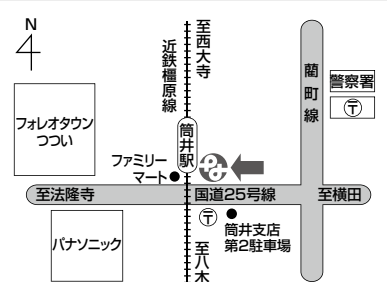 N
至西大寺
近鉄橿原線
藺町線
警察署
〒
フォレオタウン
つつい
筒井駅
ファミリー
マート
至法隆寺
国道25号線
至横田
〒
筒井支店
第2駐車場
パナソニック
至八木